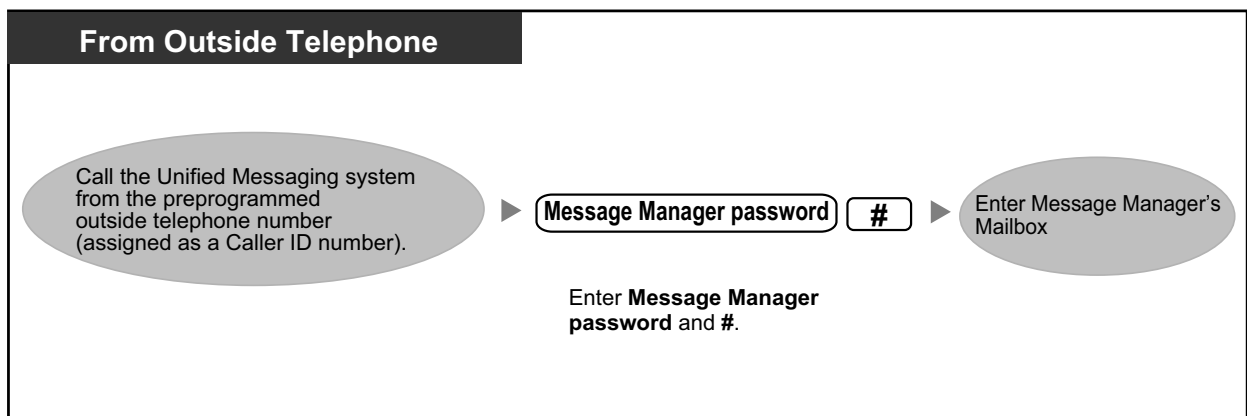 From Outside Telephone
Call the Unified Messaging system
from the preprogrammed
outside telephone number
(assigned as a Caller ID number).
Message Manager password #
Enter Message Manager
password and #.
Enter Message Manager's
Mailbox